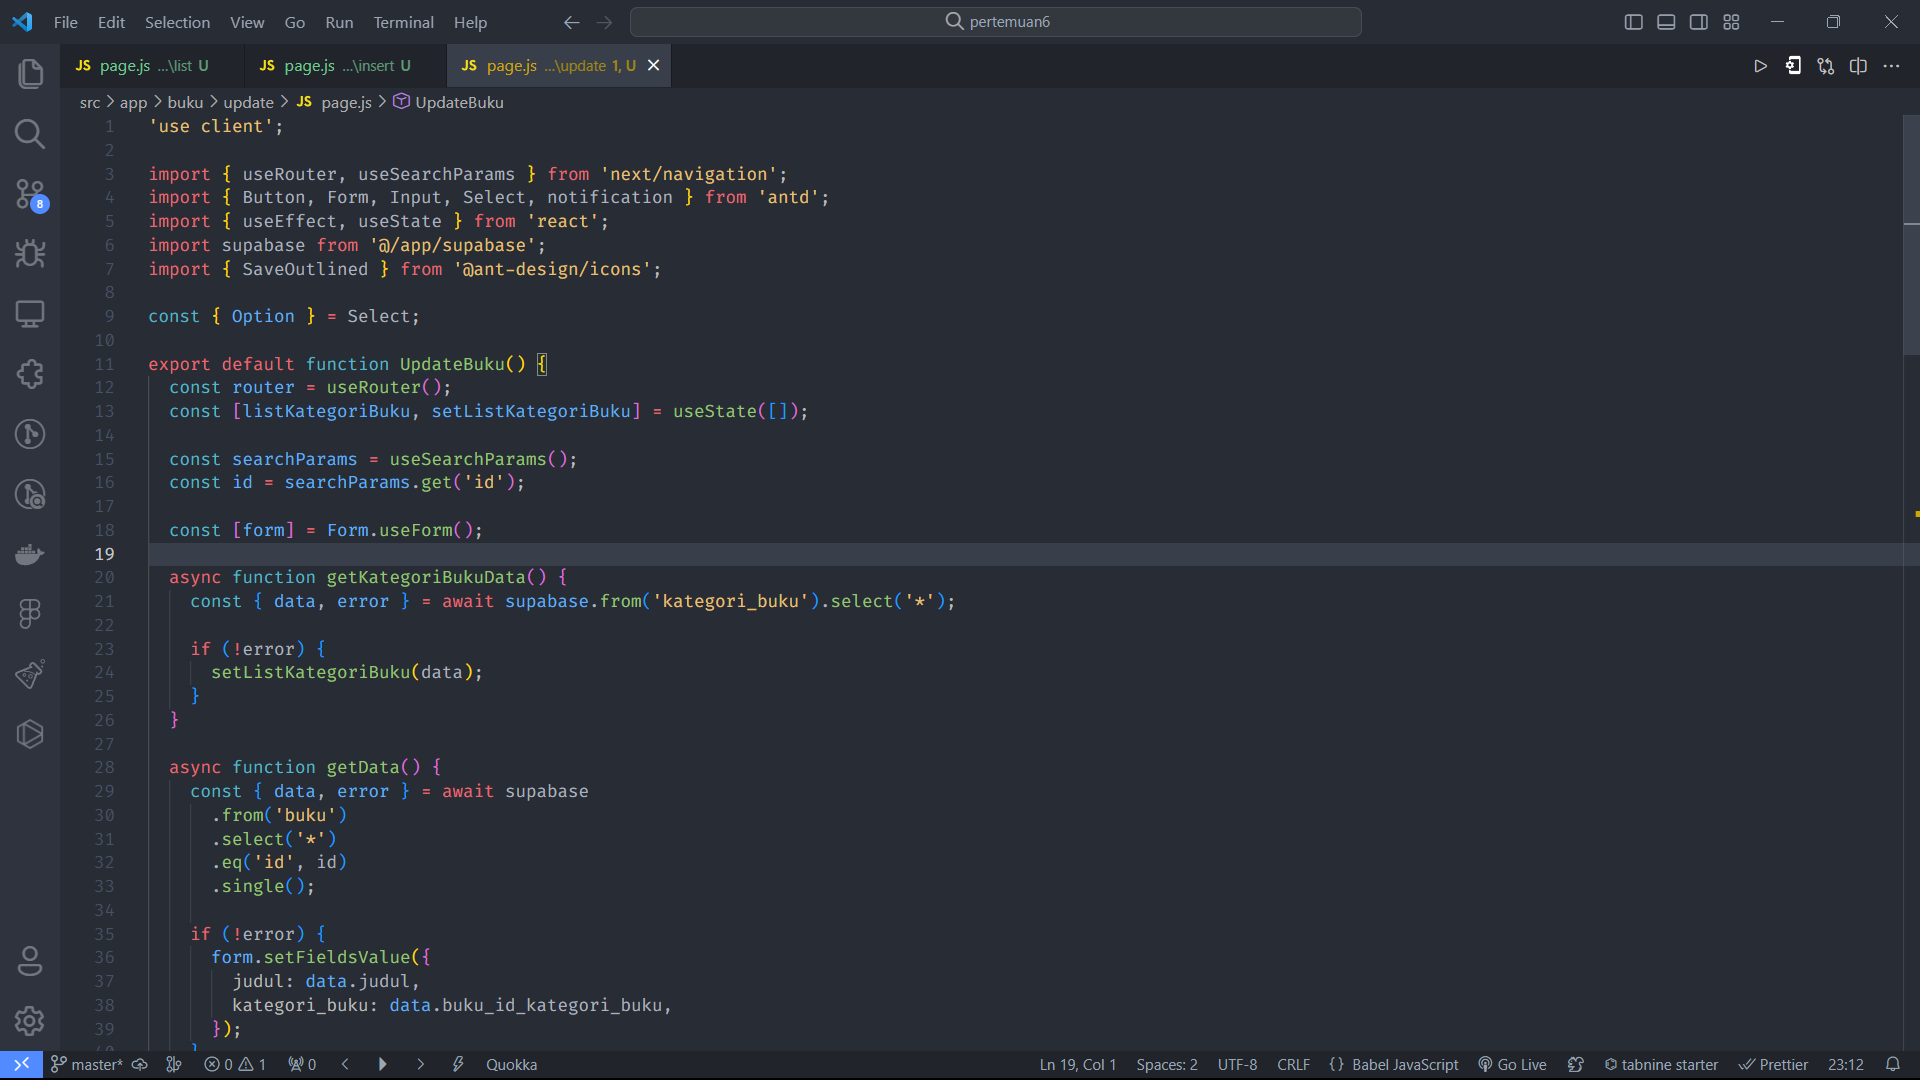 File Edit Selection View Go Run Terminal Help pertemuan6
JS page.js ...\list U JS page.js ...\insert U JS page.js ...\update 1, U
src > app > buku > update > JS page.js > UpdateBuku
1 'use client';
2
3 import { useRouter, useSearchParams } from 'next/navigation';
4 import { Button, Form, Input, Select, notification } from 'antd';
5 import { useEffect, useState } from 'react';
6 import supabase from '@/app/supabase';
7 import { SaveOutlined } from '@ant-design/icons';
8
9 const { Option } = Select;
10
11 export default function UpdateBuku() {
12 const router = useRouter();
13 const [listKategoriBuku, setListKategoriBuku] = useState([]);
14
15 const searchParams = useSearchParams();
16 const id = searchParams.get('id');
17
18 const [form] = Form.useForm();
19
20 async function getKategoriBukuData() {
21 const { data, error } = await supabase.from('kategori_buku').select('*');
22
23 if (!error) {
24 setListKategoriBuku(data);
25 }
26 }
27
28 async function getData() {
29 const { data, error } = await supabase
30 .from('buku')
31 .select('*')
32 .eq('id', id)
33 .single();
34
35 if (!error) {
36 form.setFieldsValue({
37 judul: data.judul,
38 kategori_buku: data.buku_id_kategori_buku,
39 });
8
master* 0 1 0 Quokka Ln 19, Col 1 Spaces: 2 UTF-8 CRLF {} Babel JavaScript Go Live tabnine starter Prettier 23:12